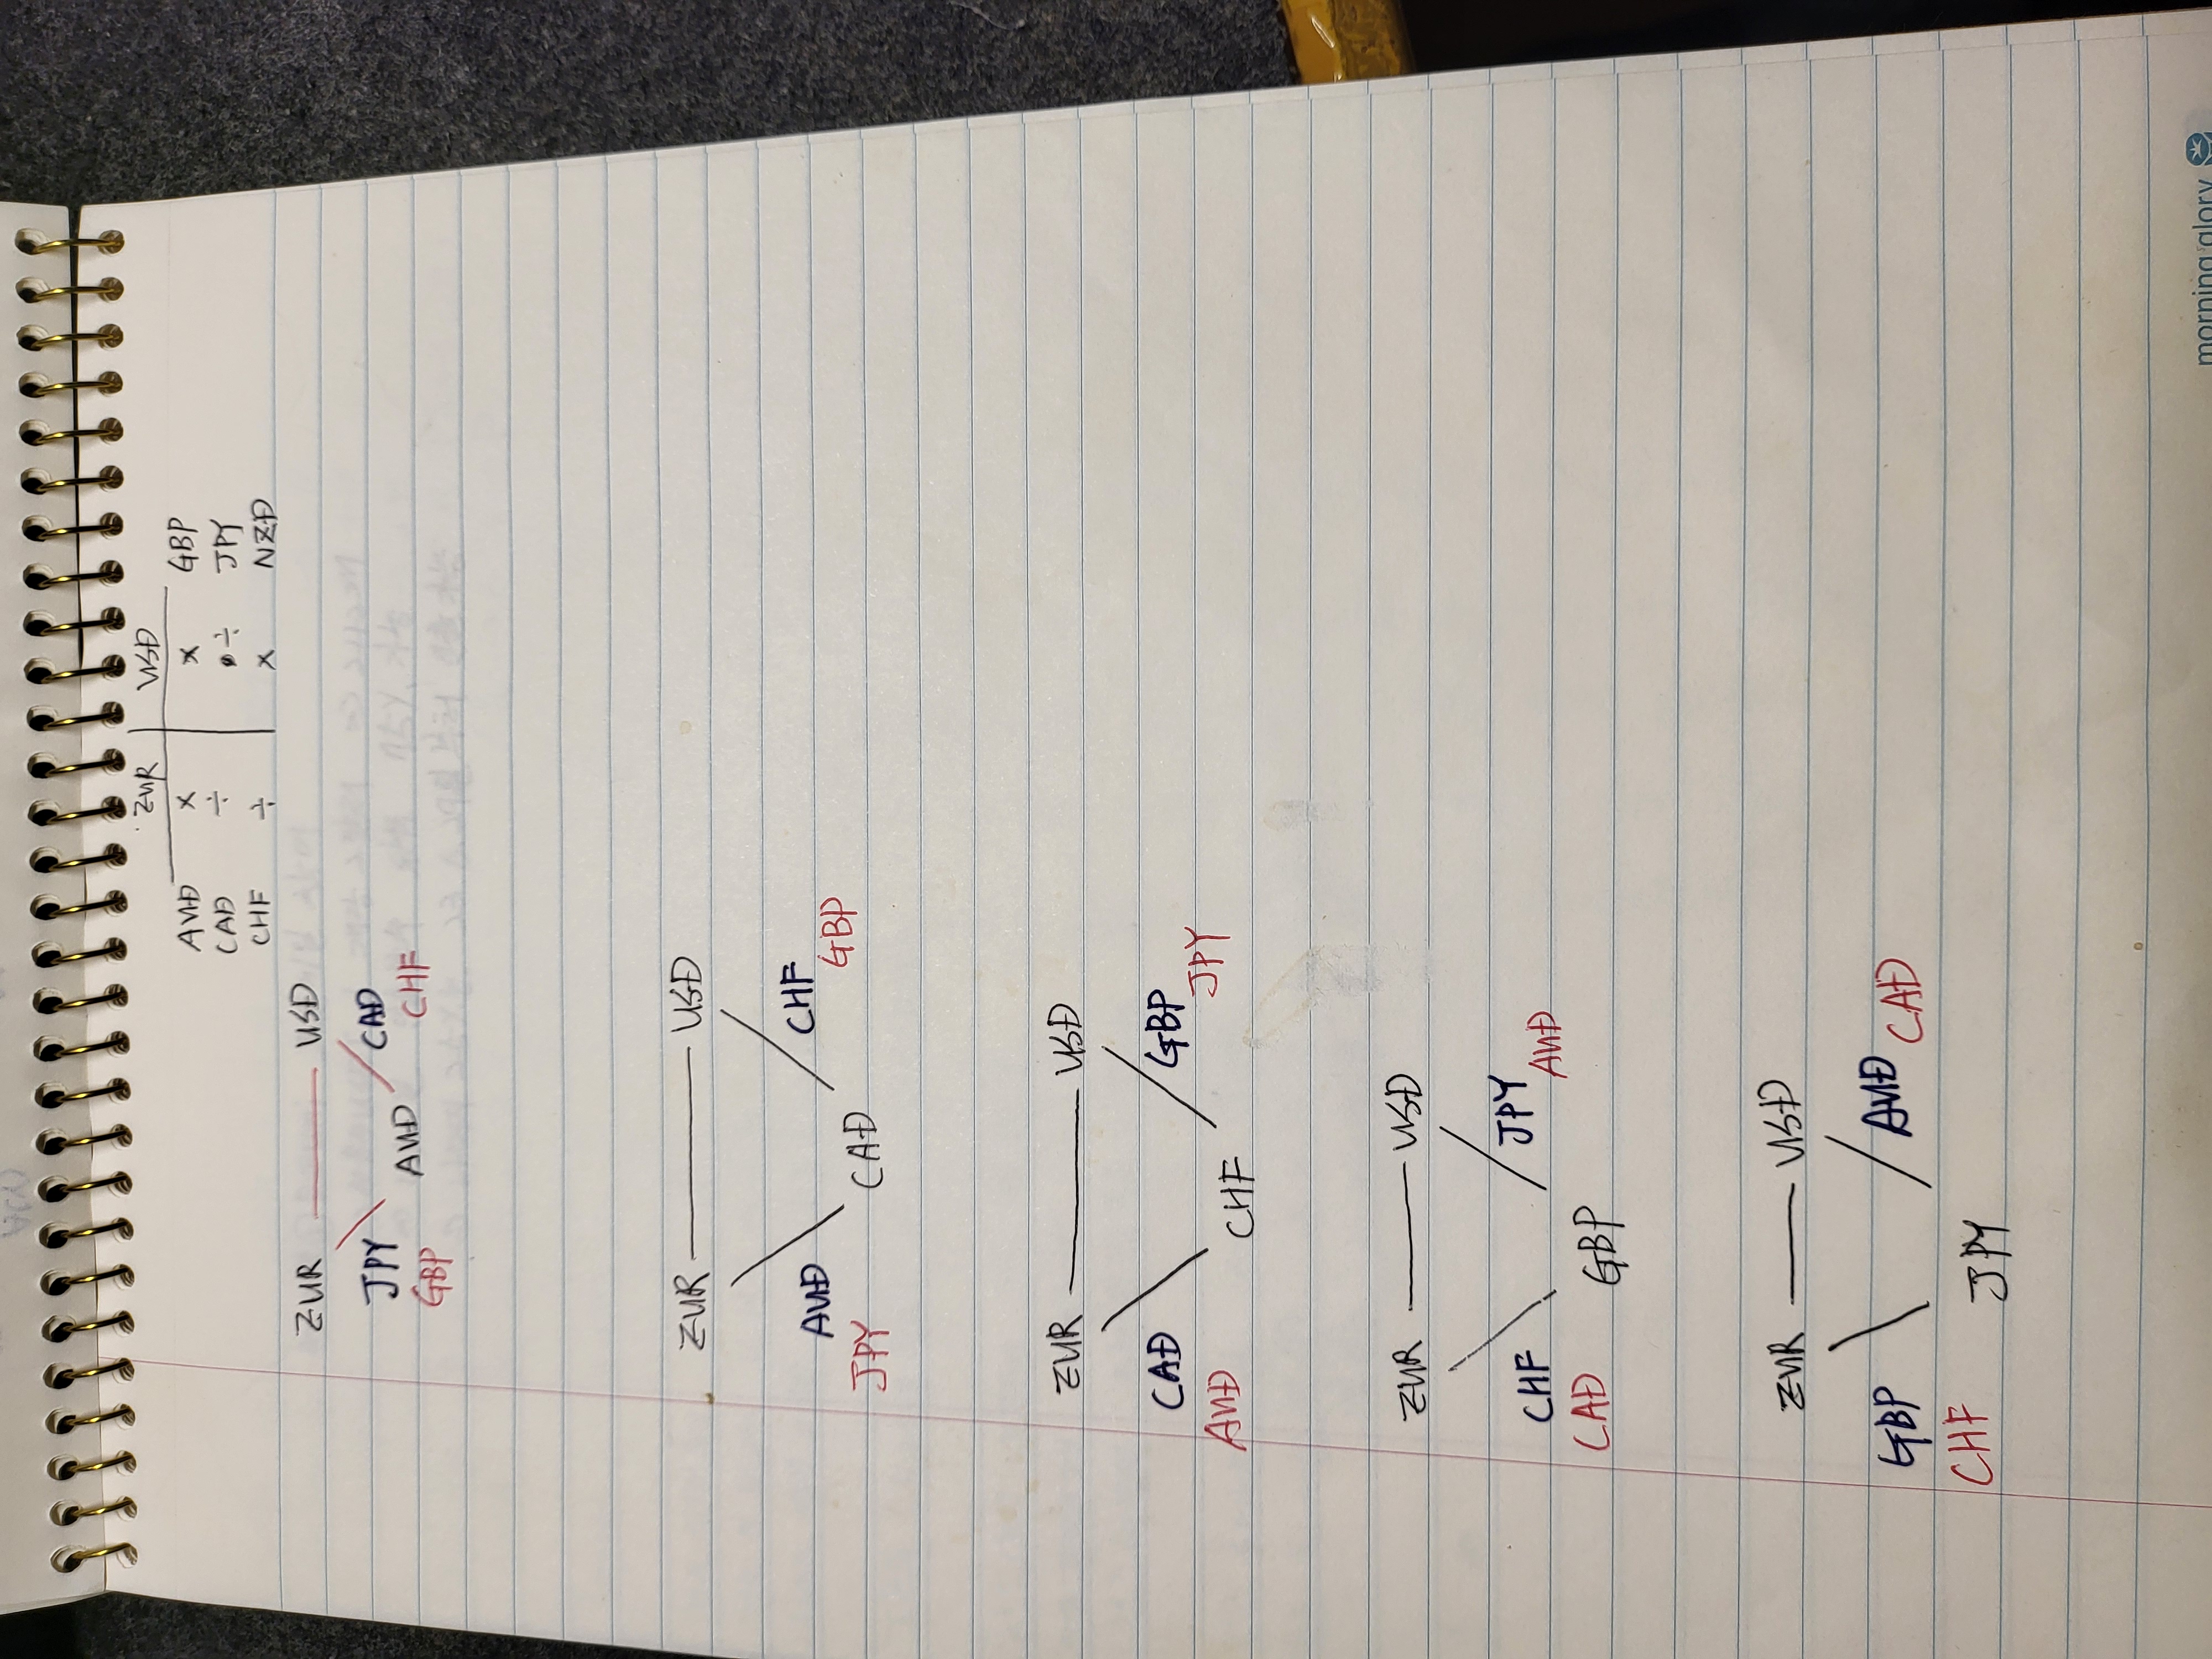 ZUR USD
AUD × × GBP
CAD ÷ ÷ JPY
CHF ÷ × NZD
ZUR USD
JPY CAD
AUD
GBP CHF
ZUR USD
AUD CHF
JPY CAD GBP
ZUR USD
CAD GBP
AUD CHF JPY
ZUR USD
CHF JPY
CAD GBP AUD
ZUR USD
GBP AUD CAD
CHF JPY
morning glory